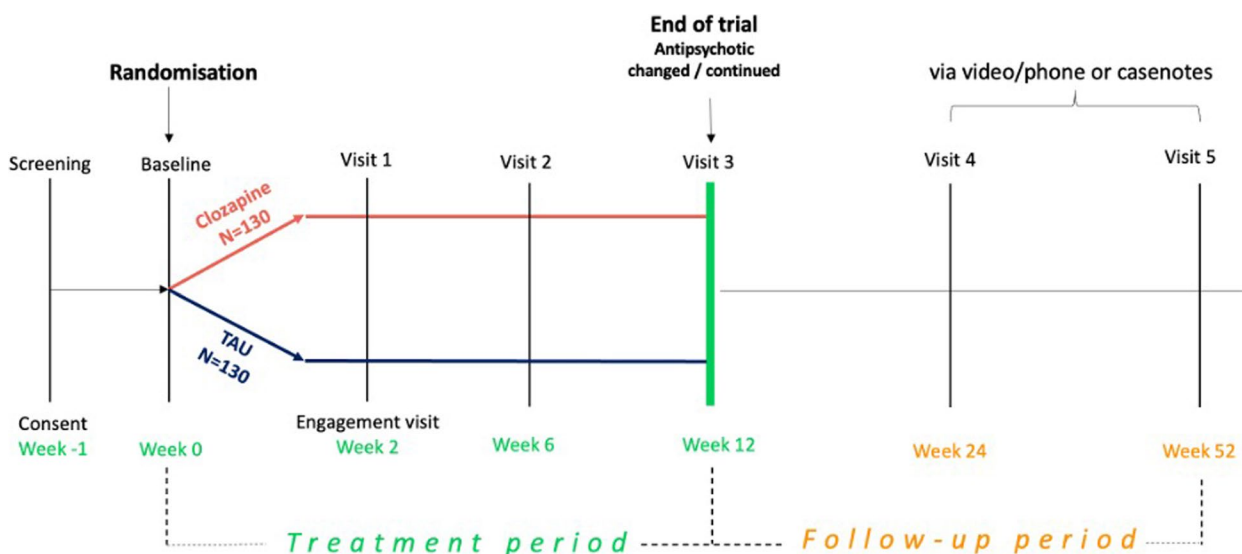 End of trial
Antipsychotic
changed / continued
Randomisation
via video/phone or casenotes
Screening
Baseline
Visit 1
Visit 2
Visit 3
Visit 4
Visit 5
Clozapine
N=130
TAU
N=130
Consent
Engagement visit
Week -1
Week 0
Week 2
Week 6
Week 12
Week 24
Week 52
Treatment period
Follow-up period